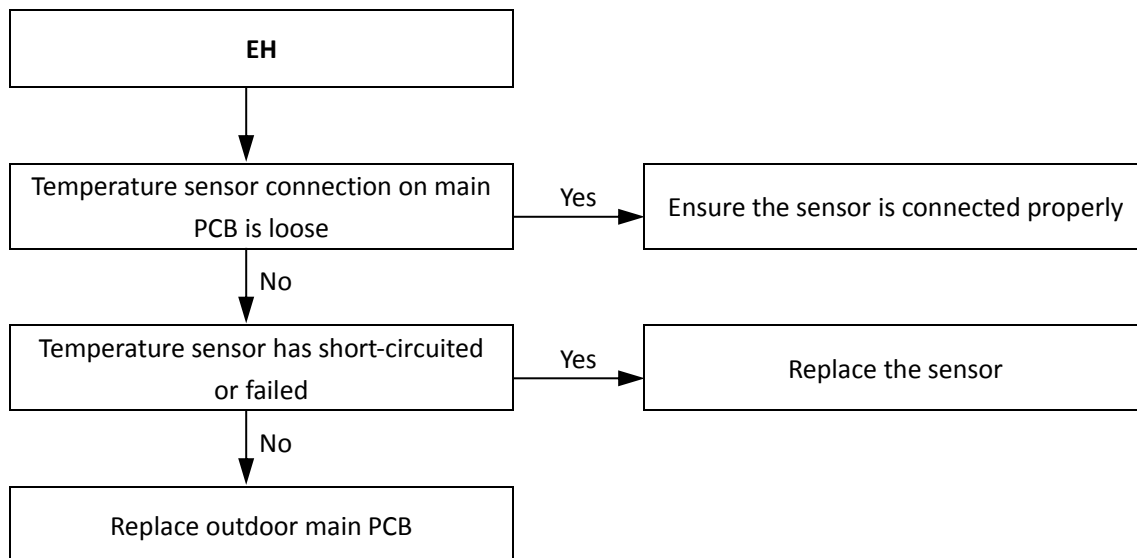 EH
Temperature sensor connection on main
PCB is loose
Yes
Ensure the sensor is connected properly
No
Temperature sensor has short-circuited
or failed
Yes
Replace the sensor
No
Replace outdoor main PCB